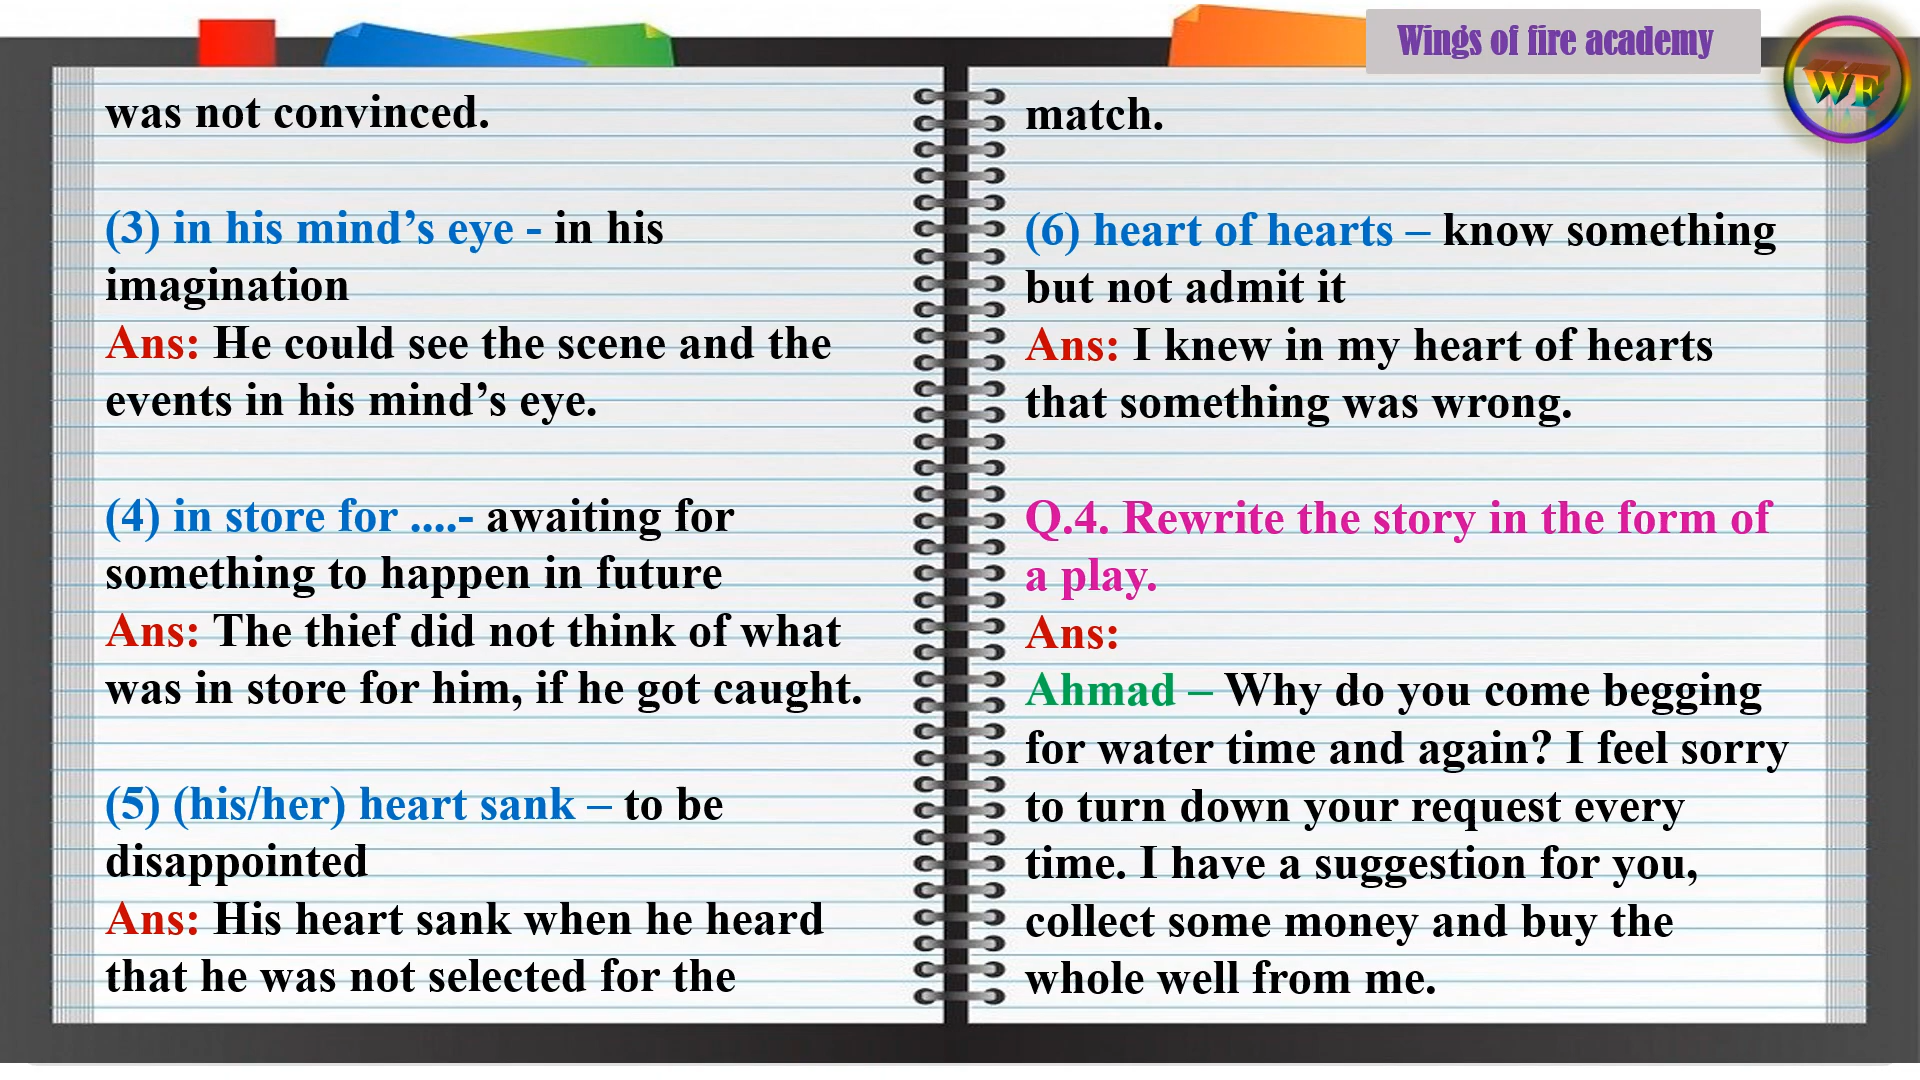 Wings of fire academy
WE
was not convinced.
(3) in his mind’s eye - in his
imagination
Ans: He could see the scene and the
events in his mind’s eye.
(4) in store for ....- awaiting for
something to happen in future
Ans: The thief did not think of what
was in store for him, if he got caught.
(5) (his/her) heart sank – to be
disappointed
Ans: His heart sank when he heard
that he was not selected for the
match.
(6) heart of hearts – know something
but not admit it
Ans: I knew in my heart of hearts
that something was wrong.
Q.4. Rewrite the story in the form of
a play.
Ans:
Ahmad – Why do you come begging
for water time and again? I feel sorry
to turn down your request every
time. I have a suggestion for you,
collect some money and buy the
whole well from me.